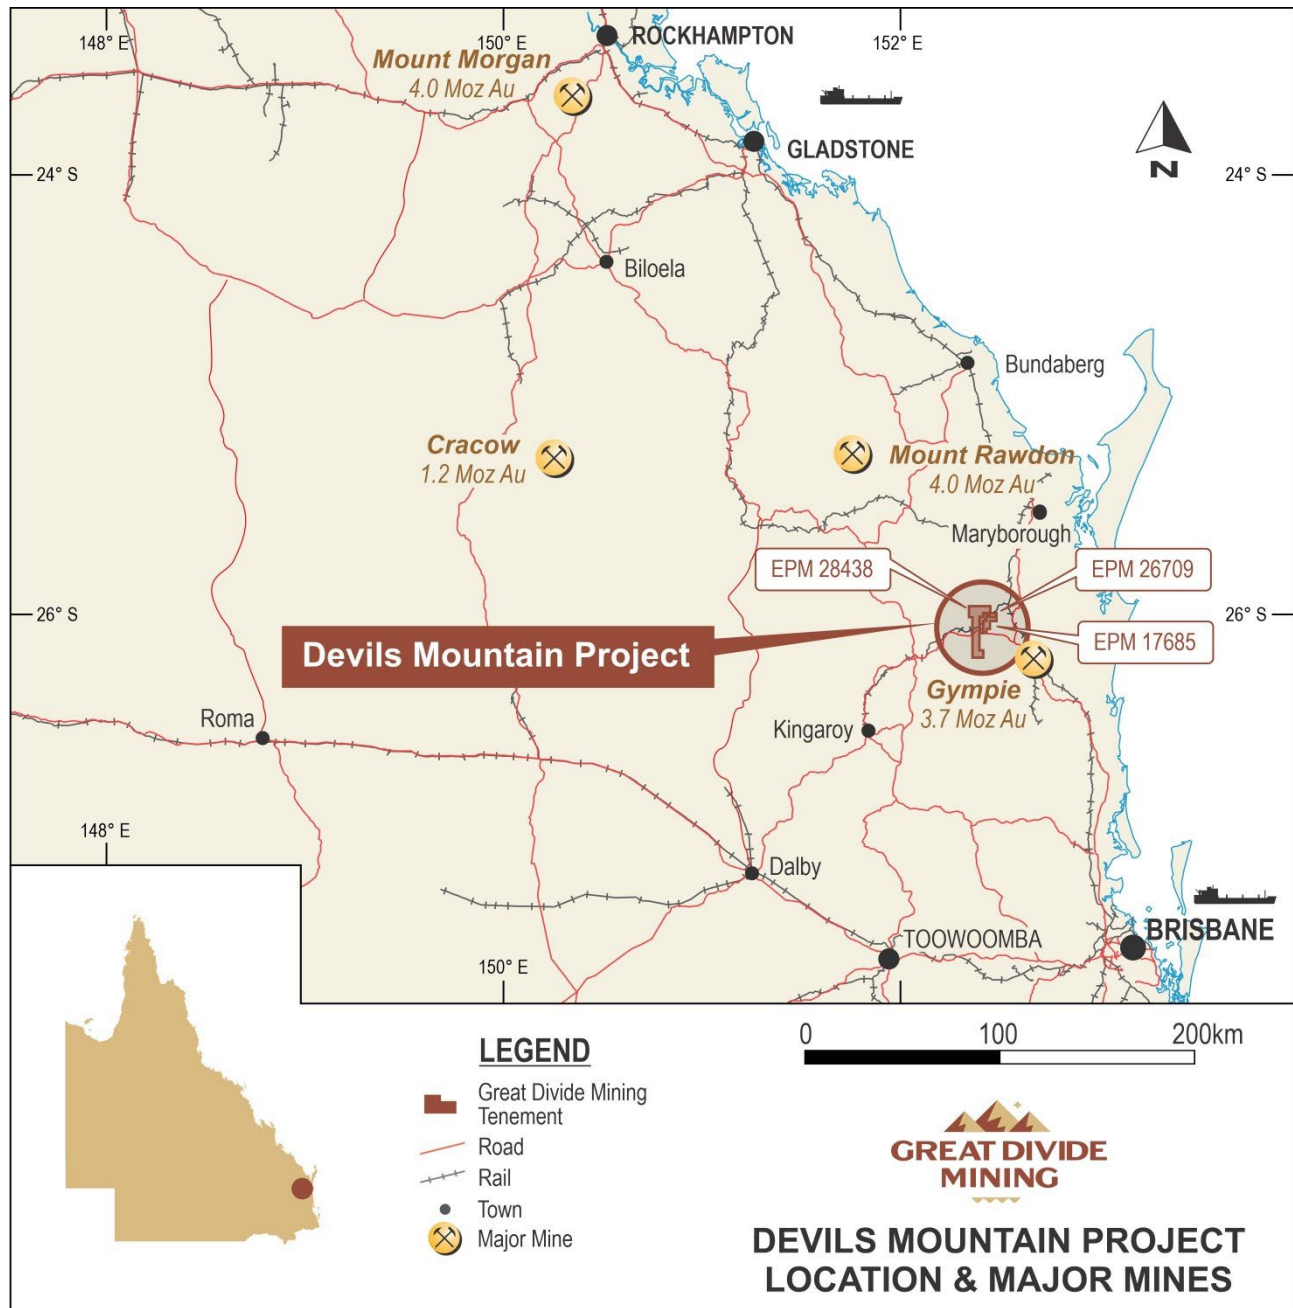 148° E
150° E
152° E
ROCKHAMPTON
Mount Morgan
4.0 Moz Au
GLADSTONE
N
24° S
24° S
Biloela
Bundaberg
Cracow
1.2 Moz Au
Mount Rawdon
4.0 Moz Au
Maryborough
EPM 28438
EPM 26709
26° S
26° S
EPM 17685
Devils Mountain Project
Gympie
3.7 Moz Au
Roma
Kingaroy
148° E
Dalby
BRISBANE
TOOWOOMBA
150° E
0 100 200km
LEGEND
Great Divide Mining
Tenement
Road
Rail
Town
Major Mine
GREAT DIVIDE
MINING
DEVILS MOUNTAIN PROJECT
LOCATION & MAJOR MINES